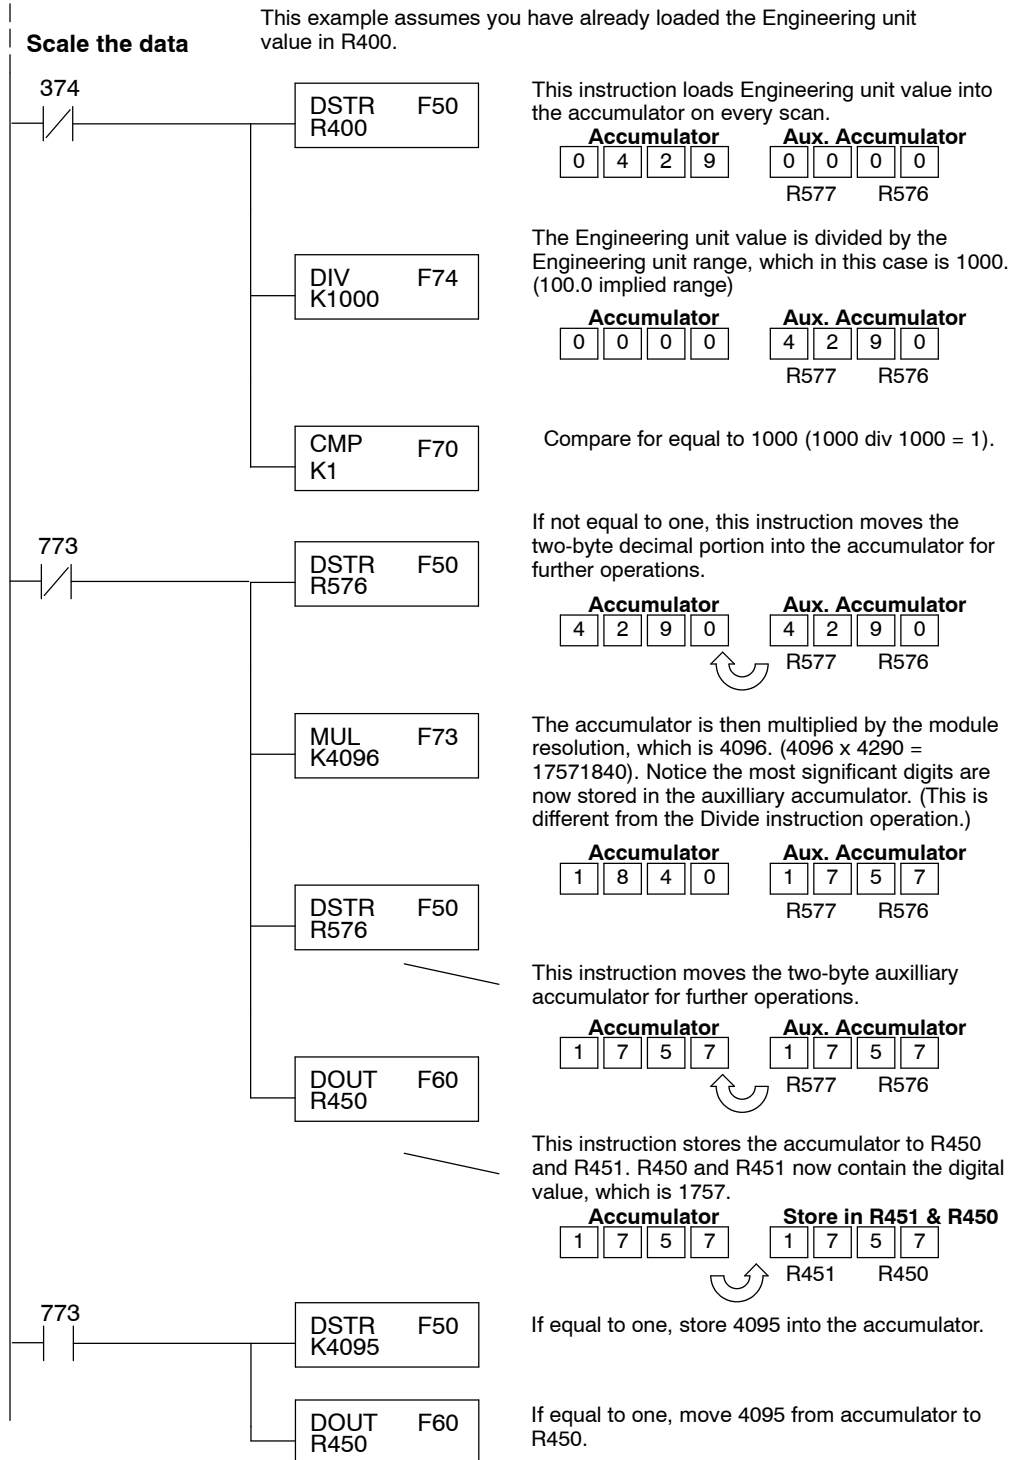 This example assumes you have already loaded the Engineering unit
value in R400.
Scale the data
374
DSTR F50
R400
This instruction loads Engineering unit value into
the accumulator on every scan.
Accumulator Aux. Accumulator
0 4 2 9 0 0 0 0
R577 R576
DIV F74
K1000
The Engineering unit value is divided by the
Engineering unit range, which in this case is 1000.
(100.0 implied range)
Accumulator Aux. Accumulator
0 0 0 0 4 2 9 0
R577 R576
CMP F70
K1
Compare for equal to 1000 (1000 div 1000 = 1).
773
DSTR F50
R576
If not equal to one, this instruction moves the
two-byte decimal portion into the accumulator for
further operations.
Accumulator Aux. Accumulator
4 2 9 0 4 2 9 0
R577 R576
MUL F73
K4096
The accumulator is then multiplied by the module
resolution, which is 4096. (4096 x 4290 =
17571840). Notice the most significant digits are
now stored in the auxilliary accumulator. (This is
different from the Divide instruction operation.)
Accumulator Aux. Accumulator
1 8 4 0 1 7 5 7
R577 R576
DSTR F50
R576
This instruction moves the two-byte auxilliary
accumulator for further operations.
Accumulator Aux. Accumulator
1 7 5 7 1 7 5 7
R577 R576
DOUT F60
R450
This instruction stores the accumulator to R450
and R451. R450 and R451 now contain the digital
value, which is 1757.
Accumulator Store in R451 & R450
1 7 5 7 1 7 5 7
R451 R450
773
DSTR F50
K4095
If equal to one, store 4095 into the accumulator.
DOUT F60
R450
If equal to one, move 4095 from accumulator to
R450.